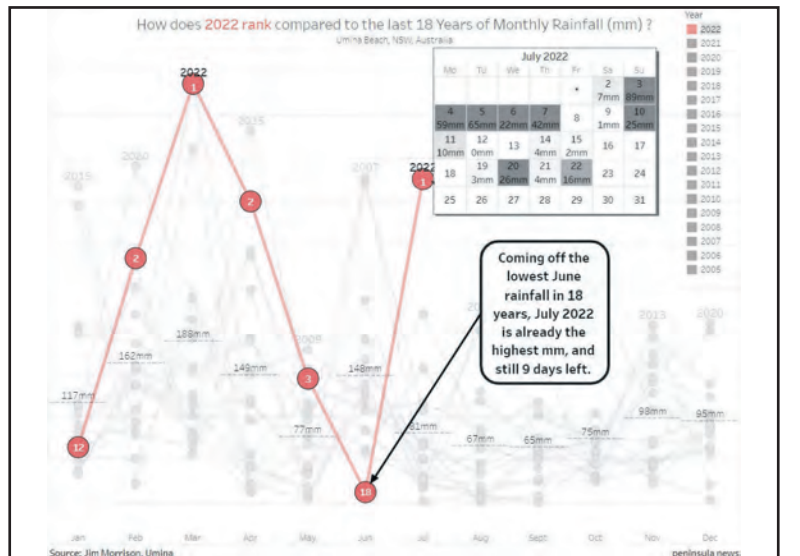 How does 2022 rank compared to the last 18 Years of Monthly Rainfall (mm) ?
Umina Beach, NSW, Australia
Year
2022
2021
2020
2019
2018
2017
2016
2015
2014
2013
2012
2011
2010
2009
2008
2007
2006
2005
July 2022
Mo TU We Th Fr Sa Su
* 2 3
7mm 89mm
4 5 6 7 8 9 10
59mm 65mm 22mm 42mm 1mm 25mm
11 12 13 14 15 16 17
10mm 0mm 4mm 2mm
18 19 20 21 22 23 24
3mm 26mm 4mm 16mm
25 26 27 28 29 30 31
2022
1
2015
2020
2015
2007
2022
1
2
2
Coming off the
lowest June
rainfall in 18
years, July 2022
is already the
highest mm, and
still 9 days left.
2013
2020
188mm
162mm
149mm
148mm
3
117mm
77mm
81mm
67mm
65mm
75mm
98mm
95mm
12
18
Jan Feb Mar Apr May Jun Jul Aug Sept Oct Nov Dec
Source: Jim Morrison, Umina
peninsula news